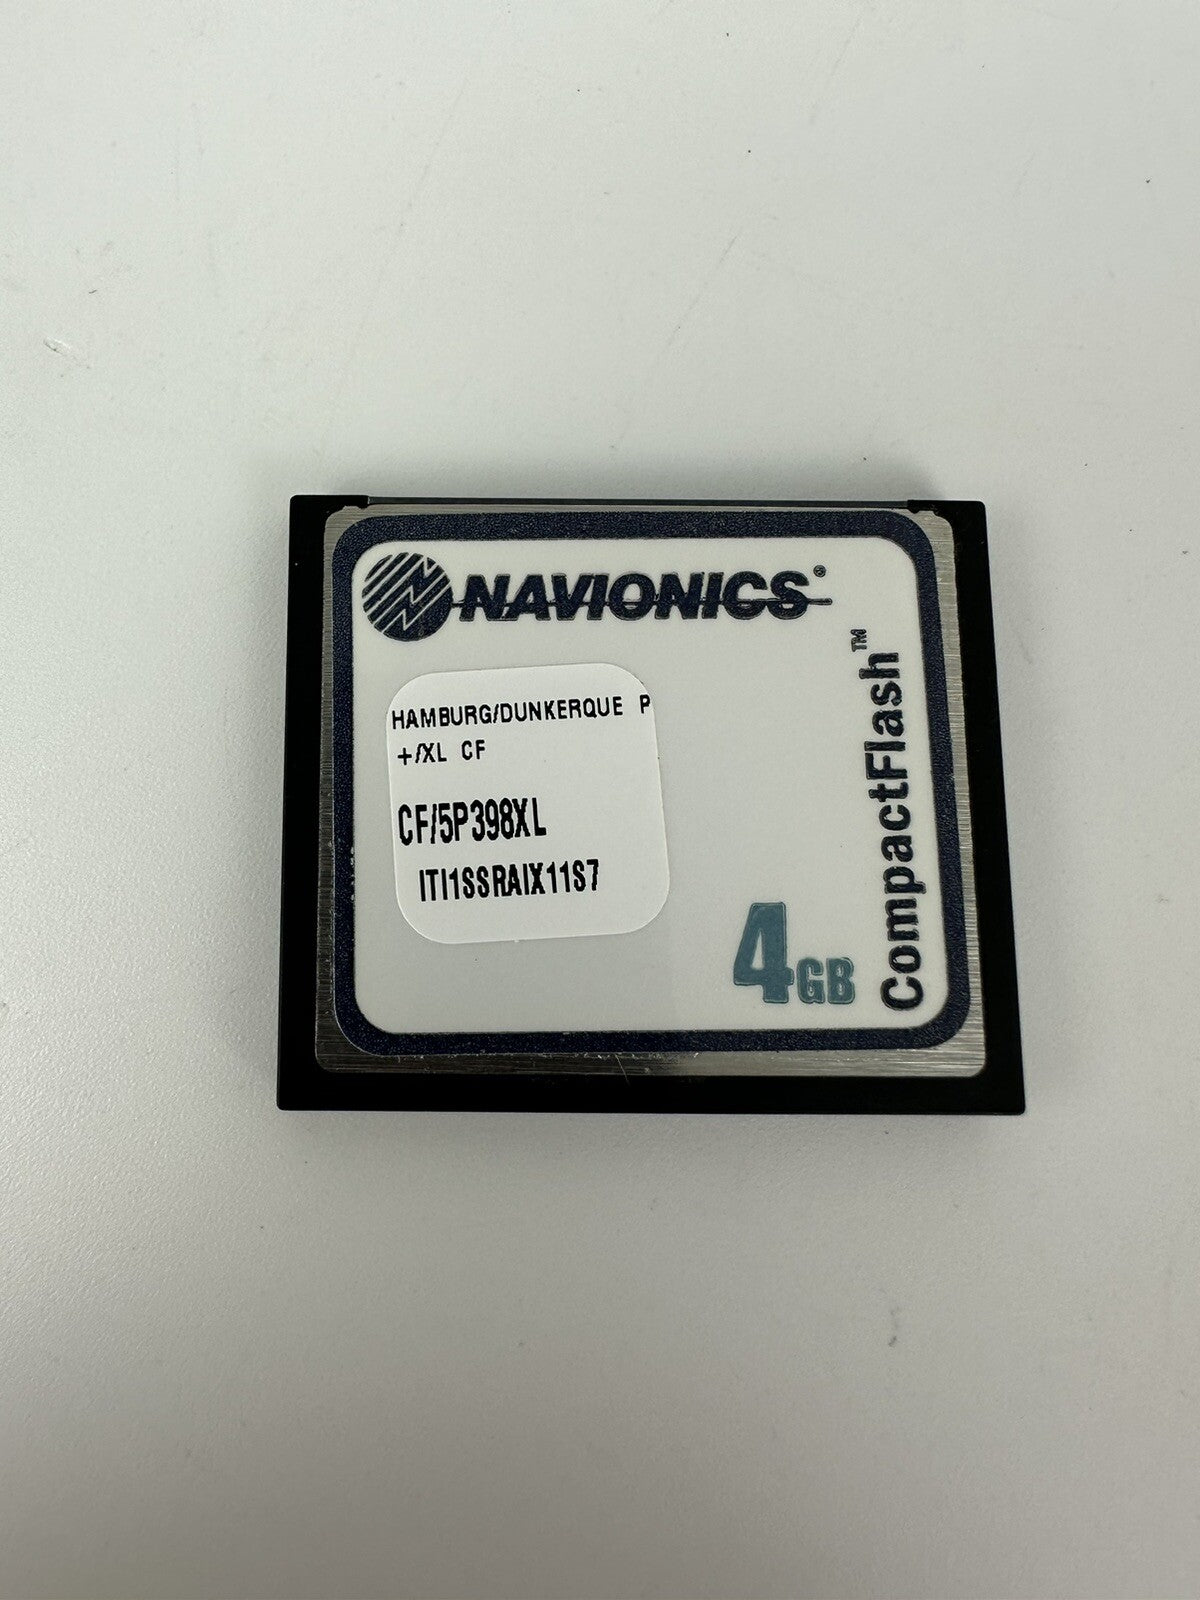 NAVIONICS®
HAMBURG/DUNKERQUE P
+/XL CF
CF/5P398XL
ITI1SSRAIX11S7
4GB
CompactFlash™